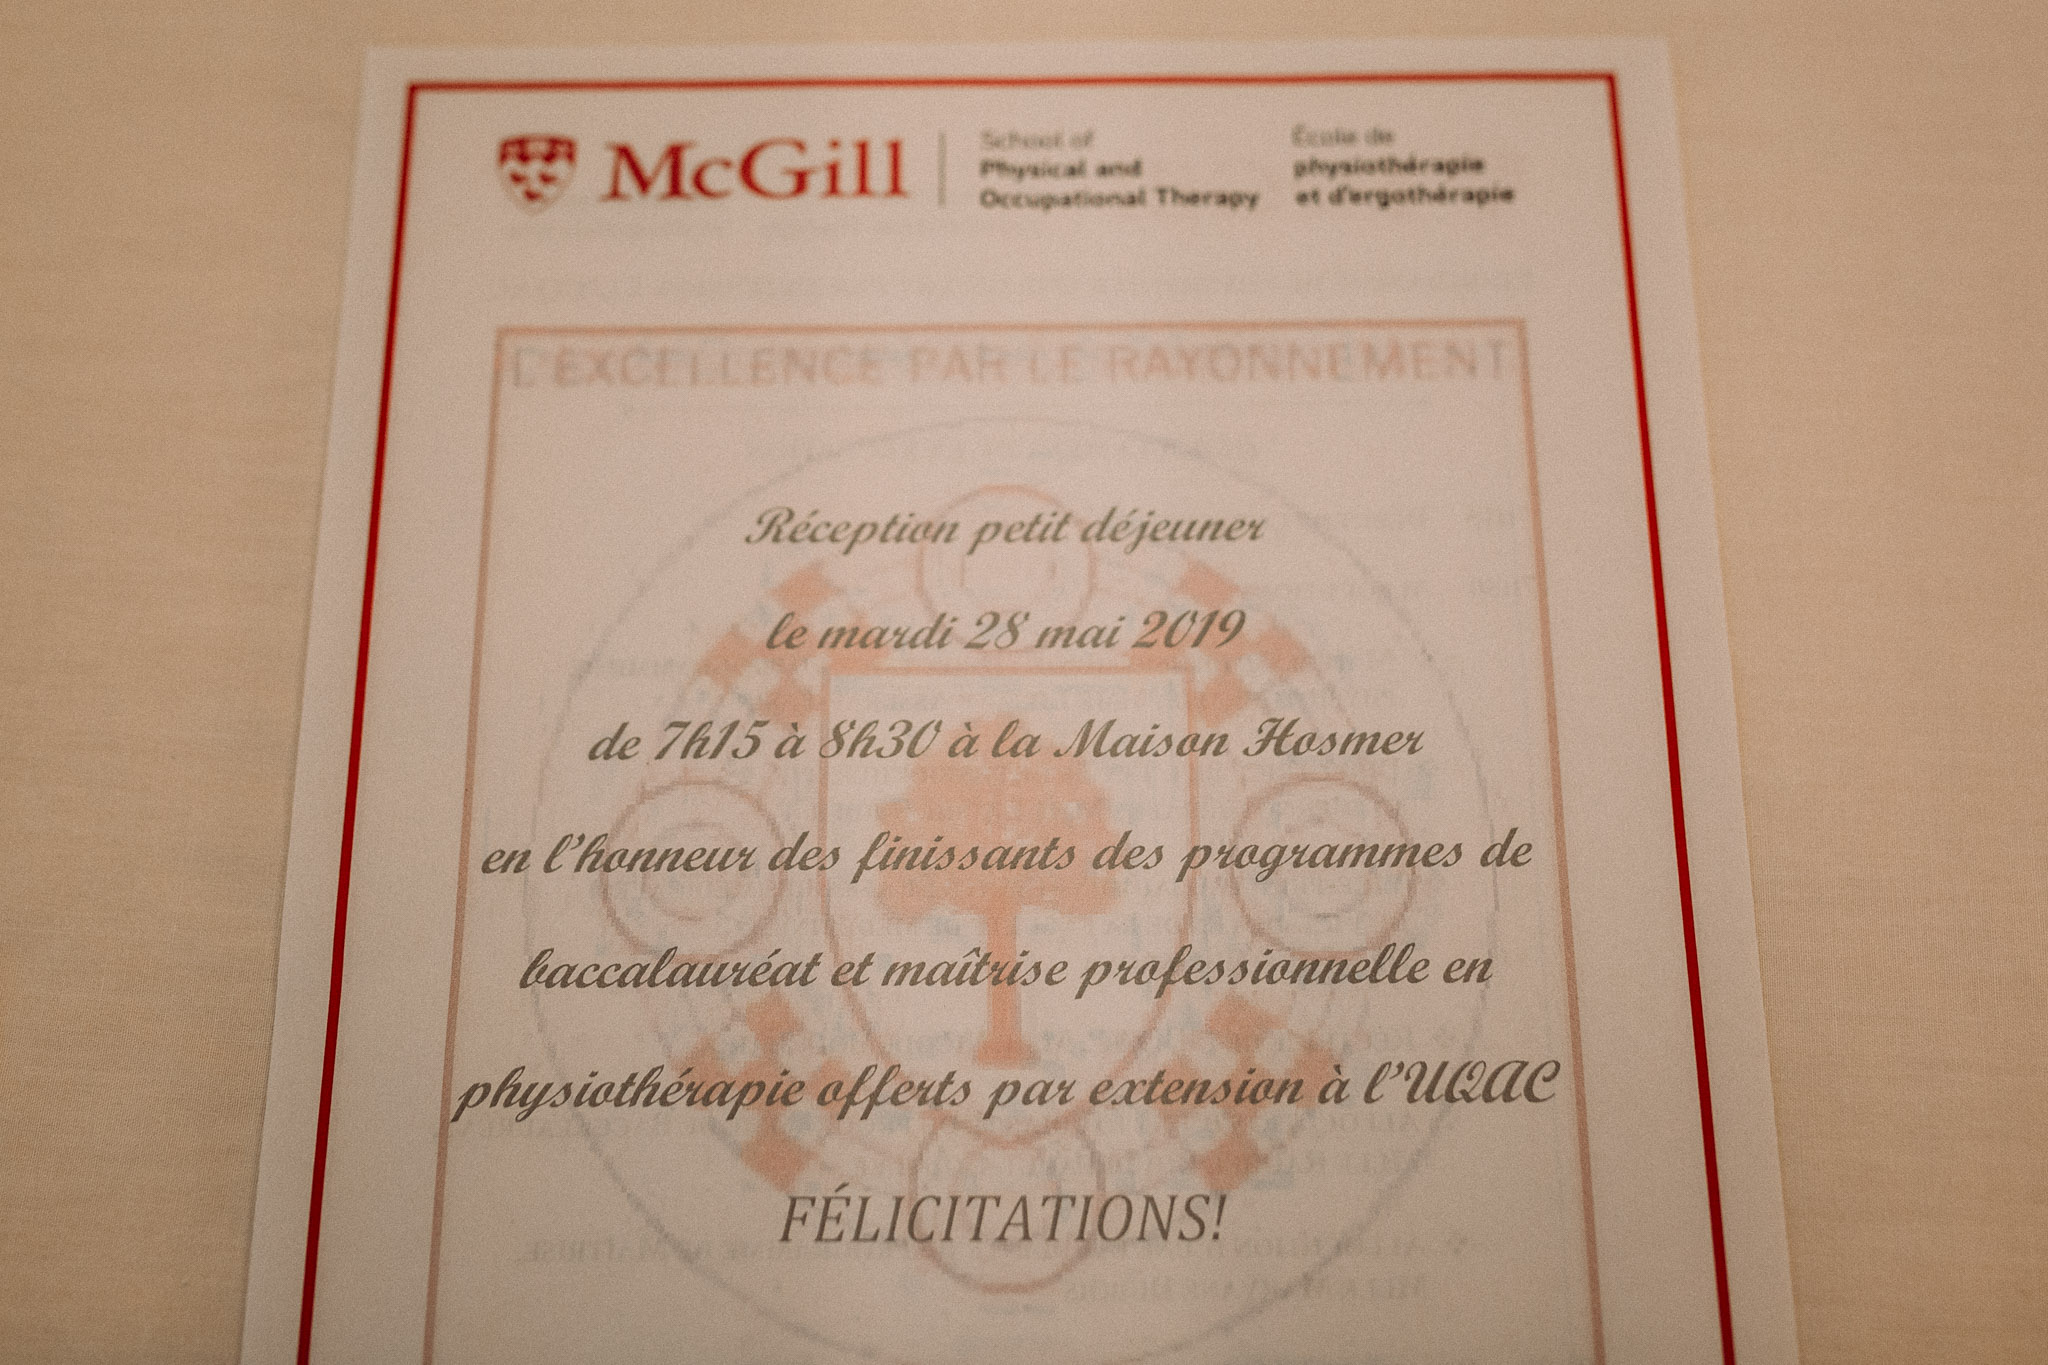 McGill
School of
Physical and
Occupational Therapy
École de
physiothérapie
et d'ergothérapie
L'EXCELLENCE PAR LE RAYONNEMENT
Réception petit déjeuner
le mardi 28 mai 2019
de 7h15 à 8h30 à la Maison Hosmer
en l'honneur des finissants des programmes de
baccalauréat et maîtrise professionnelle en
physiothérapie offerts par extension à l'UQAC
FÉLICITATIONS!